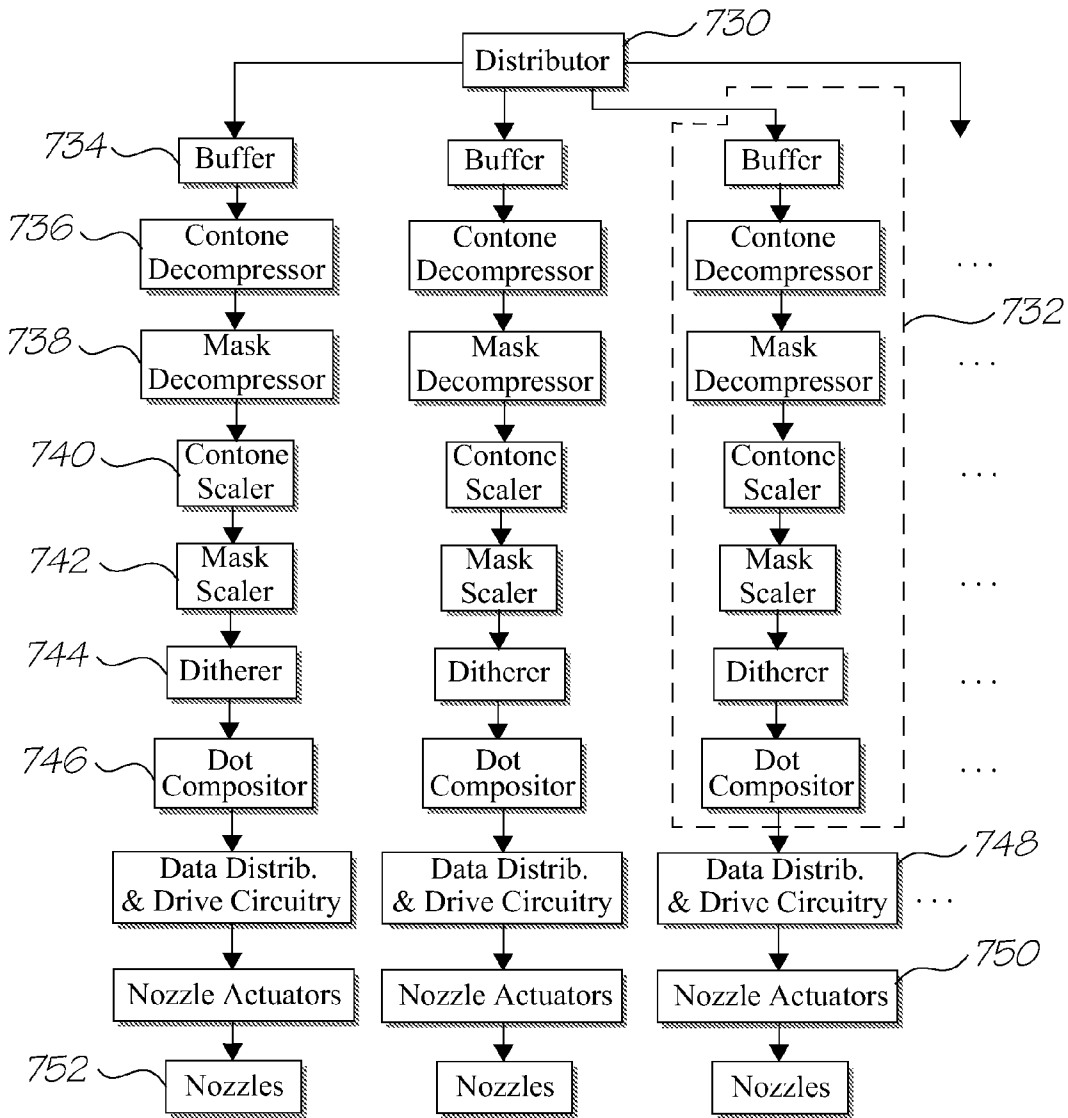 730
Distributor
734
Buffer
Buffer
Buffer
736
Contone
Decompressor
Contone
Decompressor
Contone
Decompressor
. . .
732
738
Mask
Decompressor
Mask
Decompressor
Mask
Decompressor
. . .
740
Contone
Scaler
Contone
Scaler
Contone
Scaler
. . .
742
Mask
Scaler
Mask
Scaler
Mask
Scaler
. . .
744
Ditherer
Ditherer
Ditherer
. . .
746
Dot
Compositor
Dot
Compositor
Dot
Compositor
. . .
748
Data Distrib.
& Drive Circuitry
Data Distrib.
& Drive Circuitry
Data Distrib.
& Drive Circuitry
. . .
750
Nozzle Actuators
Nozzle Actuators
Nozzle Actuators
752
Nozzles
Nozzles
Nozzles